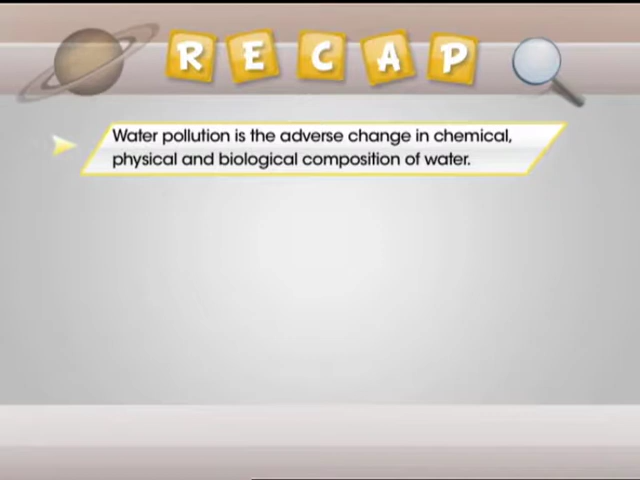 RECAP
Water pollution is the adverse change in chemical,
physical and biological composition of water.